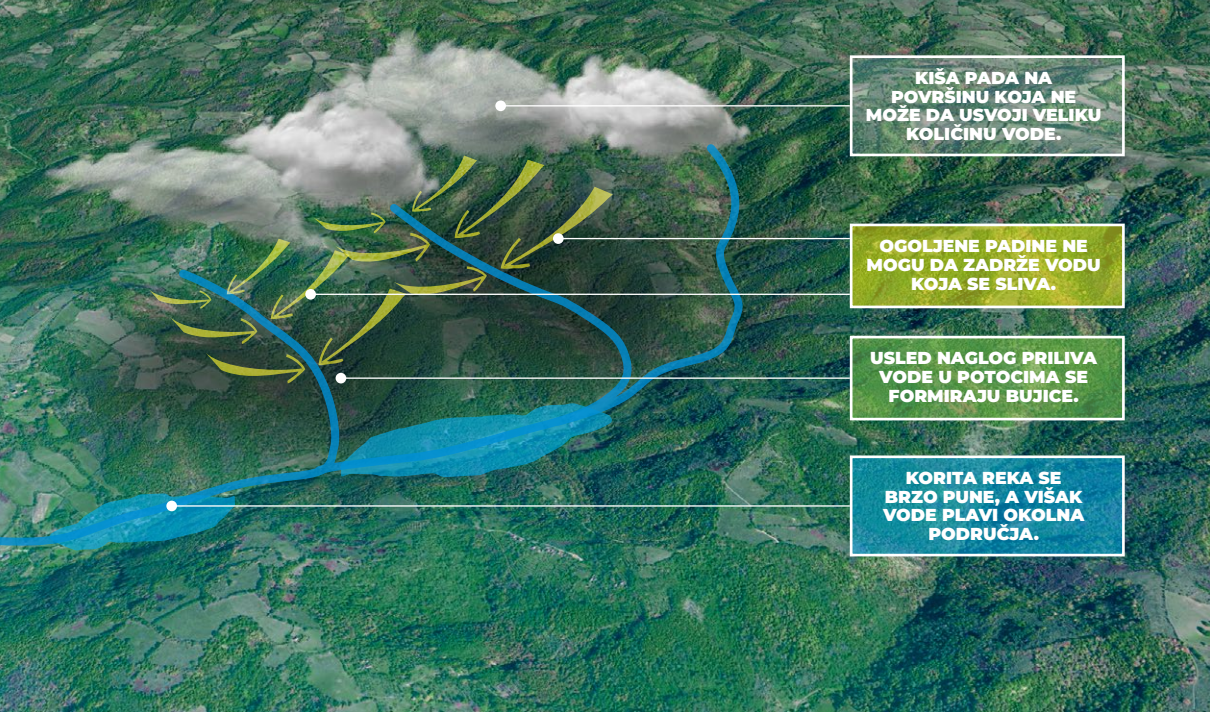 KIŠA PADA NA
POVRŠINU KOJA NE
MOŽE DA USVOJI VELIKU
KOLIČINU VODE.
OGOLJENE PADINE NE
MOGU DA ZADRŽE VODU
KOJA SE SLIVA.
USLED NAGLOG PRILIVA
VODE U POTOCIMA SE
FORMIRAJU BUJICE.
KORITA REKA SE
BRZO PUNE, A VIŠAK
VODE PLAVI OKOLNA
PODRUČJA.